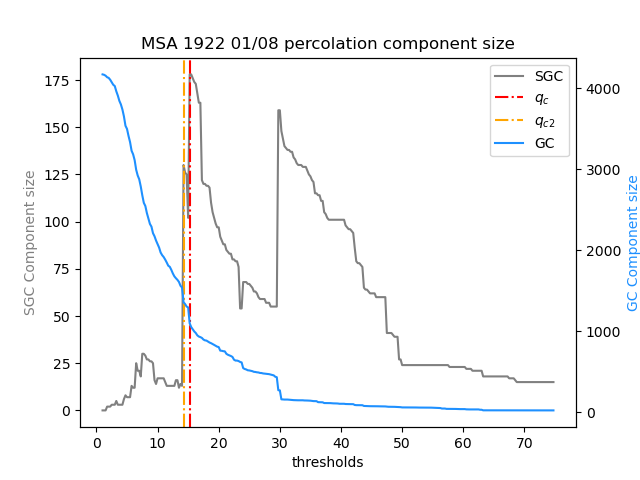 MSA 1922 01/08 percolation component size
SGC
q_c
q_c2
GC
SGC Component size
175
150
125
100
75
50
25
0
4000
3000
2000
1000
0
GC Component size
0 10 20 30 40 50 60 70
thresholds